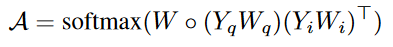 𝒜 = softmax(W ∘ (Y_q W_q)(Y_i W_i)^⊤)